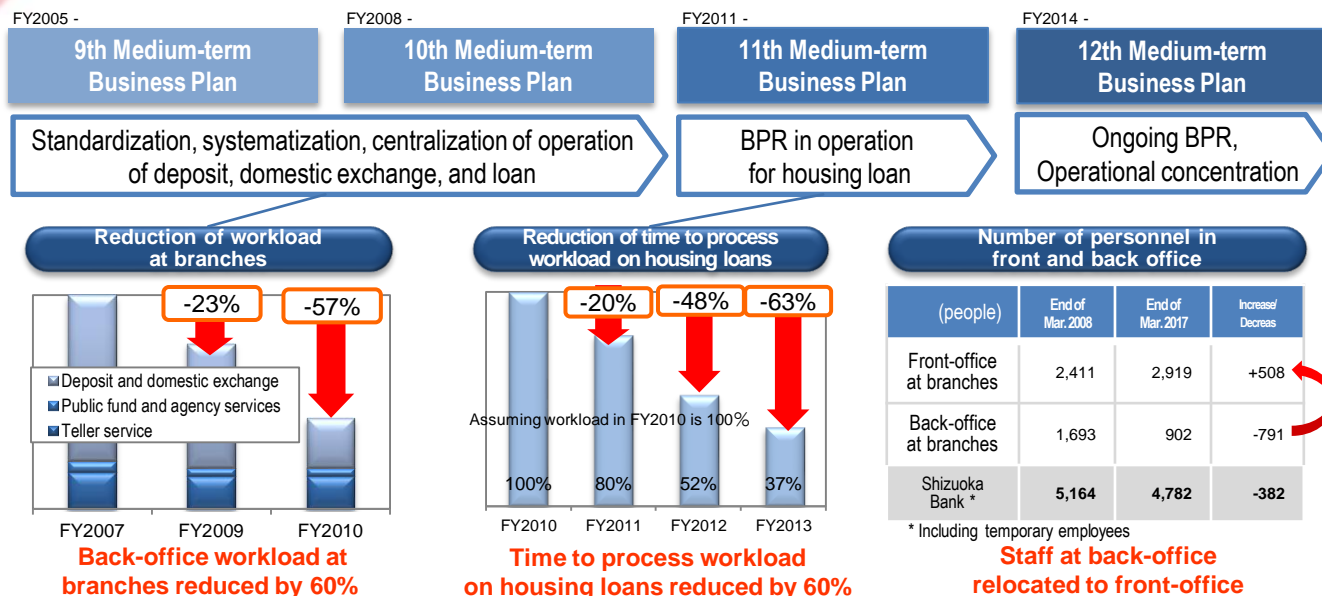 FY2005 -
FY2008 -
FY2011 -
FY2014 -
9th Medium-term
Business Plan
10th Medium-term
Business Plan
11th Medium-term
Business Plan
12th Medium-term
Business Plan
Standardization, systematization, centralization of operation
of deposit, domestic exchange, and loan
BPR in operation
for housing loan
Ongoing BPR,
Operational concentration
Reduction of workload
at branches
-23%
-57%
Deposit and domestic exchange
Public fund and agency services
Teller service
FY2007
FY2009
FY2010
Back-office workload at
branches reduced by 60%
Reduction of time to process
workload on housing loans
-20%
-48%
-63%
Assuming workload in FY2010 is 100%
100%
80%
52%
37%
FY2010
FY2011
FY2012
FY2013
Time to process workload
on housing loans reduced by 60%
Number of personnel in
front and back office
(people)
End of
Mar. 2008
End of
Mar. 2017
Increase/
Decreas
Front-office
at branches
2,411
2,919
+508
Back-office
at branches
1,693
902
-791
Shizuoka
Bank *
5,164
4,782
-382
* Including temporary employees
Staff at back-office
relocated to front-office